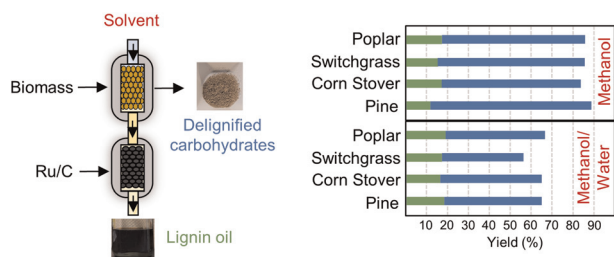 Solvent
Biomass
Delignified
carbohydrates
Ru/C
Lignin oil
Poplar
Switchgrass
Corn Stover
Pine
Methanol
Poplar
Switchgrass
Corn Stover
Pine
Methanol/
Water
10 20 30 40 50 60 70 80 90
Yield (%)